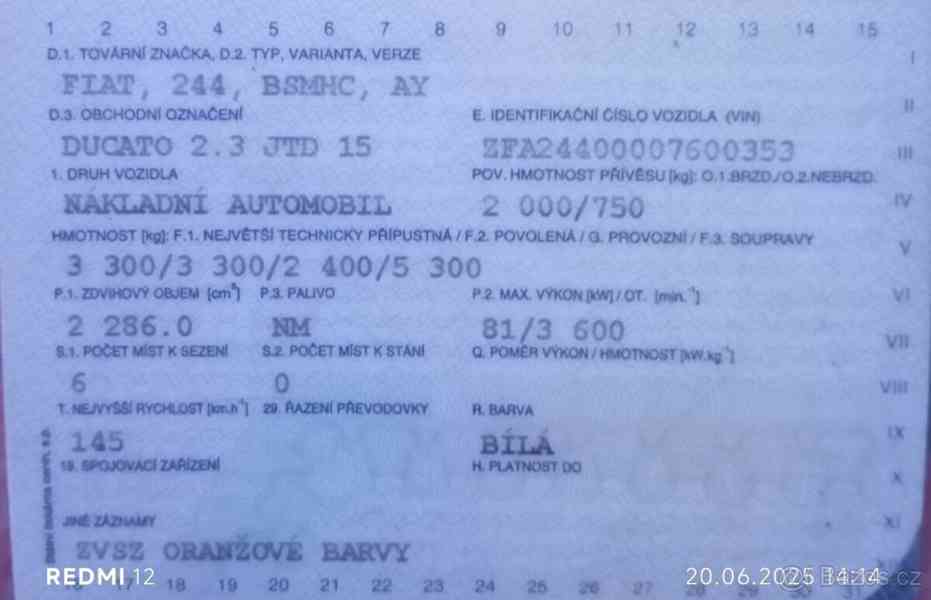 1 2 3 4 5 6 7 8 9 10 11 12 13 14 15
D.1. TOVÁRNÍ ZNAČKA, D.2. TYP, VARIANTA, VERZE
I
FIAT, 244, BSMHC, AY
II
D.3. OBCHODNÍ OZNAČENÍ E. IDENTIFIKAČNÍ ČÍSLO VOZIDLA (VIN)
DUCATO 2.3 JTD 15 ZFA24400007600353
III
1. DRUH VOZIDLA POV. HMOTNOST PŘÍVĚSU [kg]: O.1.BRZD./O.2.NEBRZD.
NÁKLADNÍ AUTOMOBIL 2 000/750
IV
HMOTNOST [kg]: F.1. NEJVĚTŠÍ TECHNICKY PŘÍPUSTNÁ / F.2. POVOLENÁ / G. PROVOZNÍ / F.3. SOUPRAVY
V
3 300/3 300/2 400/5 300
P.1. ZDVIHOVÝ OBJEM [cm³] P.3. PALIVO P.2. MAX. VÝKON [kW] / OT. [min.⁻¹]
VI
2 286.0 NM 81/3 600
VII
S.1. POČET MÍST K SEZENÍ S.2. POČET MÍST K STÁNÍ Q. POMĚR VÝKON / HMOTNOST [kW.kg⁻¹]
6 0
VIII
T. NEJVYŠŠÍ RYCHLOST [km.h⁻¹] 29. ŘAZENÍ PŘEVODOVKY R. BARVA
145 BÍLÁ
IX
18. SPOJOVACÍ ZAŘÍZENÍ H. PLATNOST DO
X
JINÉ ZÁZNAMY
XI
ZVSZ ORANŽOVÉ BARVY
REDMI 12
20.06.2025 14:14
Bazos.cz
17 18 19 20 21 22 23 24 25 26 27 28 29 30 31